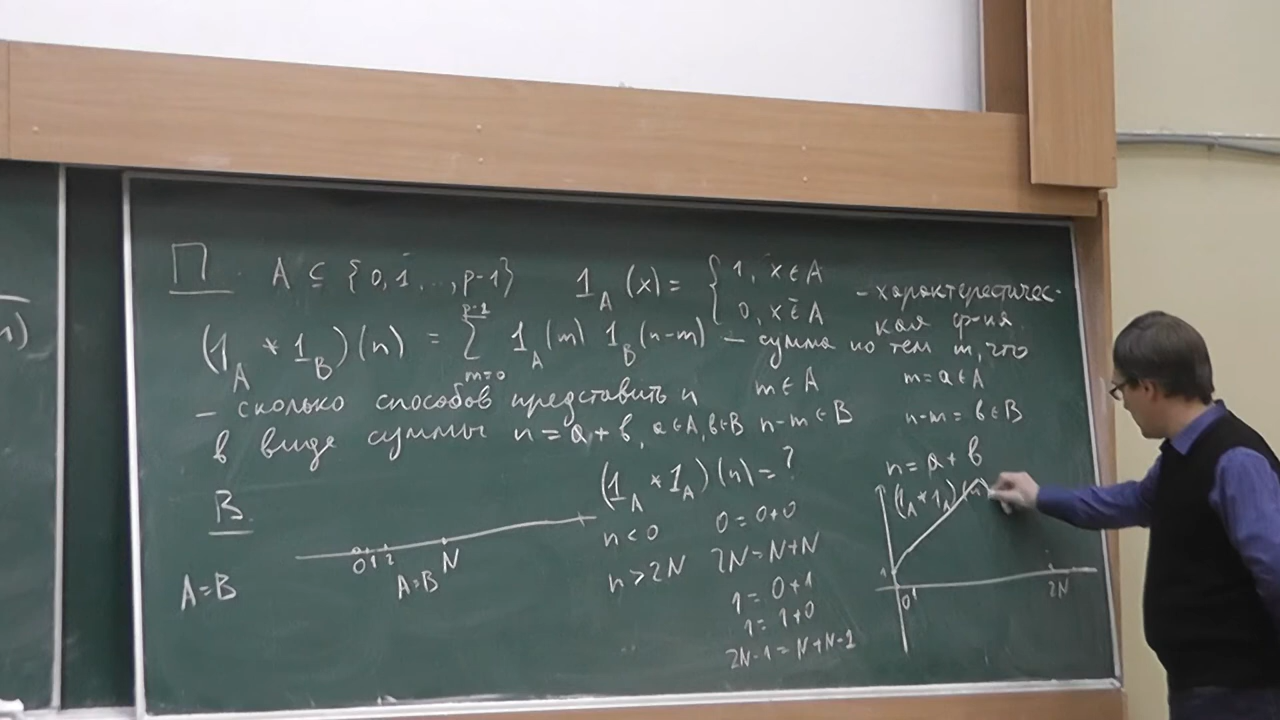 П. A ⊆ {0,1,...,p-1} 1_A(x) = { 1, x∈A
0, x∈̄A
– характеристичес-
кая ф-ия
(1_A * 1_B)(n) = ∑_{m=0}^{p-1} 1_A(m) 1_B(n-m) – сумма по тем m, что
m∈A m=a∈A
– сколько способов представить n
в виде суммы n=a+b, a∈A, b∈B n-m∈B n-m=b∈B
n=a+b
В. (1_A * 1_A)(n)=?
n<0 0=0+0
n>2N 2N=N+N
1=0+1
1=1+0
2N-1=N+N-1
A=B
0 1 2 N
A=B
(1_A * 1_A)(n)
1
0 1 2N